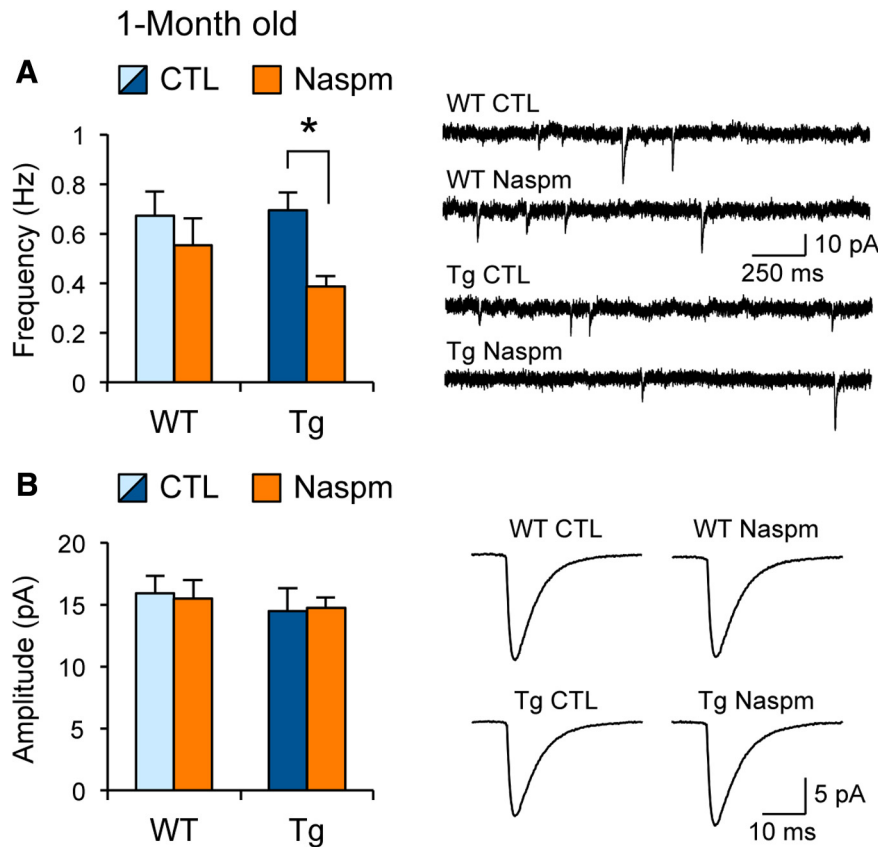 1-Month old
A
CTL Naspm
Frequency (Hz)
1
0.8
0.6
0.4
0.2
0
*
WT Tg
WT CTL
WT Naspm
10 pA
250 ms
Tg CTL
Tg Naspm
B
CTL Naspm
Amplitude (pA)
20
15
10
5
0
WT Tg
WT CTL WT Naspm
Tg CTL Tg Naspm
5 pA
10 ms